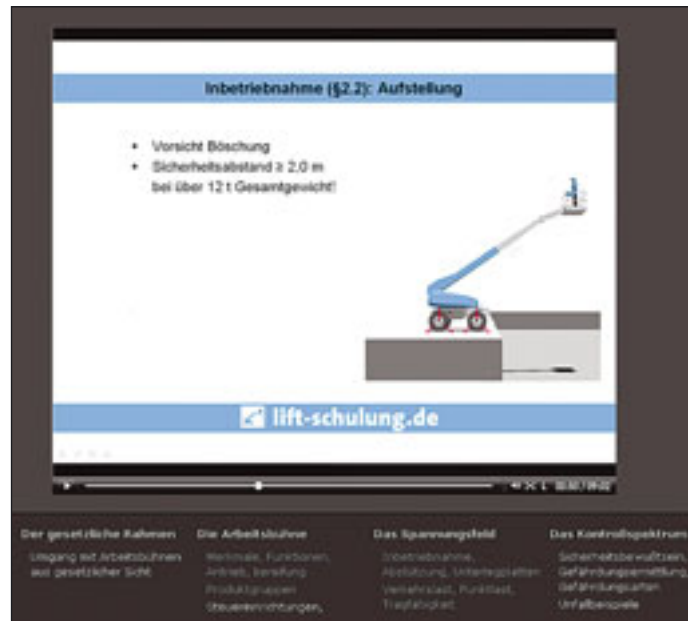 Inbetriebnahme (§2.2): Aufstellung
• Vorsicht Böschung
• Sicherheitsabstand ≥ 2,0 m
bei über 12 t Gesamtgewicht!
lift-schulung.de
Der gesetzliche Rahmen
Umgang mit Arbeitsbühnen
aus gesetzlicher Sicht
Die Arbeitsbühne
Merkmale, Funktionen,
Antrieb, Bereifung
Produktgruppen
Steuereinrichtungen,
Das Spannungsfeld
Inbetriebnahme,
Abstützung, Unterlegplatten
Verkehrslast, Punktlast,
Tragfähigkeit
Das Kontrollspektrum
Sicherheitsbewußtsein,
Gefährdungsermittlung,
Gefährdungsarten
Unfallbeispiele